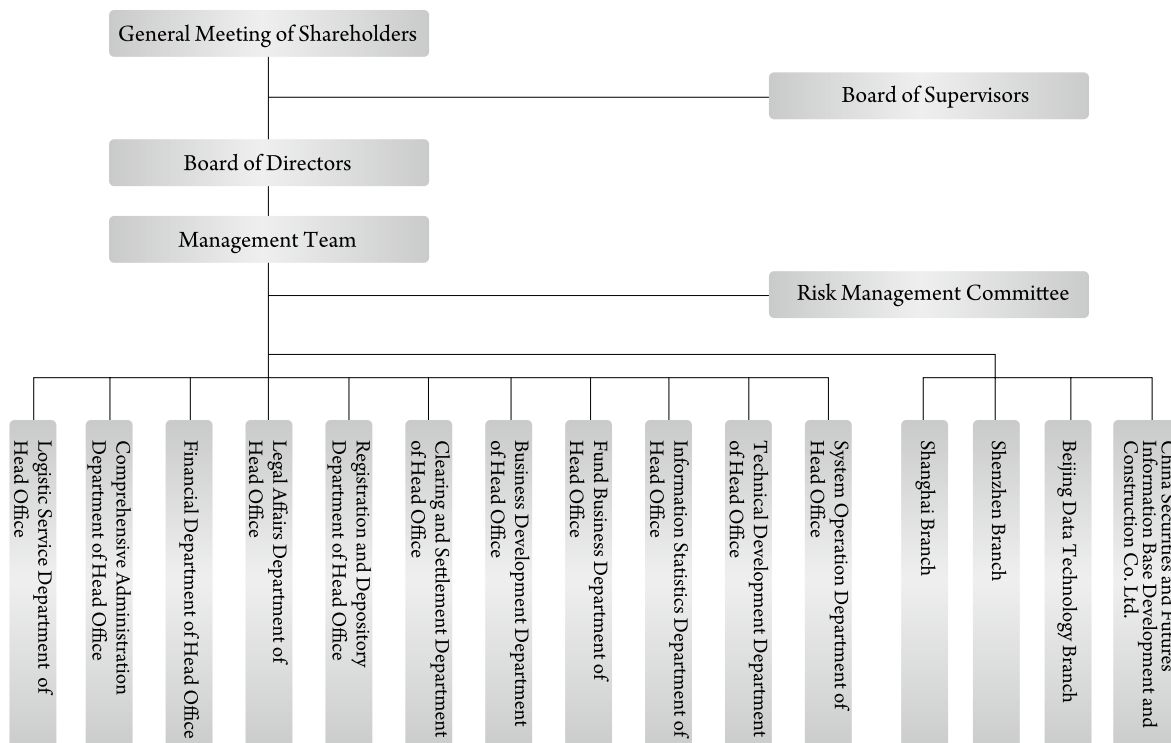 General Meeting of Shareholders
Board of Supervisors
Board of Directors
Management Team
Risk Management Committee
Logistic Service Department of
Head Office
Comprehensive Administration
Department of Head Office
Financial Department of Head Office
Legal Affairs Department of
Head Office
Registration and Depository
Department of Head Office
Clearing and Settlement Department
of Head Office
Business Development Department
of Head Office
Fund Business Department of
Head Office
Information Statistics Department of
Head Office
Technical Development Department
of Head Office
System Operation Department of
Head Office
Shanghai Branch
Shenzhen Branch
Beijing Data Technology Branch
China Securities and Futures
Information Base Development and
Construction Co. Ltd.